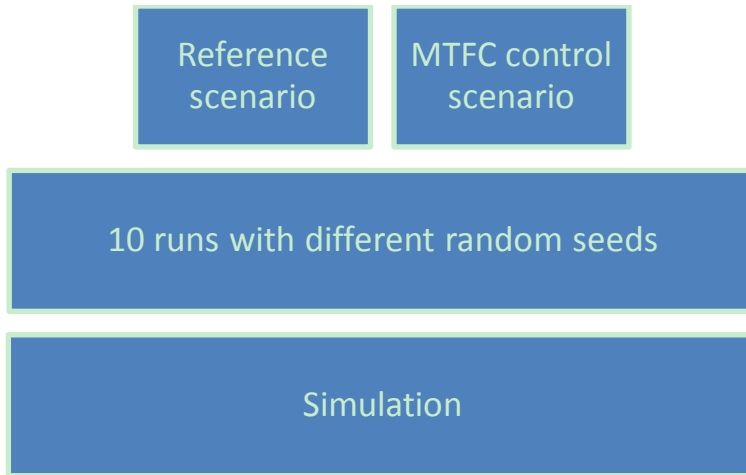 Reference
scenario
MTFC control
scenario
10 runs with different random seeds
Simulation